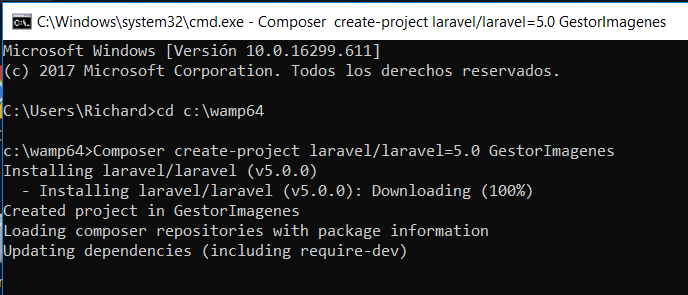 C:\Windows\system32\cmd.exe - Composer  create-project laravel/laravel=5.0 GestorImagenes
Microsoft Windows [Versión 10.0.16299.611]
(c) 2017 Microsoft Corporation. Todos los derechos reservados.
C:\Users\Richard>cd c:\wamp64
c:\wamp64>Composer create-project laravel/laravel=5.0 GestorImagenes
Installing laravel/laravel (v5.0.0)
  - Installing laravel/laravel (v5.0.0): Downloading (100%)
Created project in GestorImagenes
Loading composer repositories with package information
Updating dependencies (including require-dev)